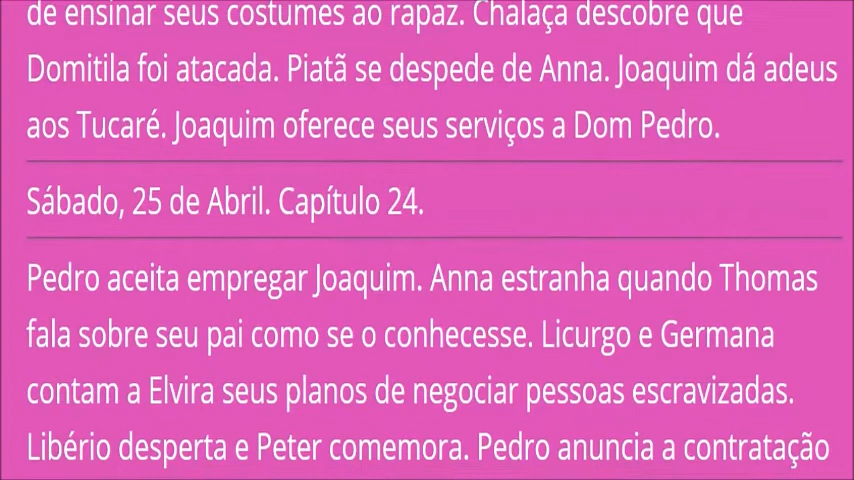 de ensinar seus costumes ao rapaz. Chalaça descobre que
Domitila foi atacada. Piatã se despede de Anna. Joaquim dá adeus
aos Tucaré. Joaquim oferece seus serviços a Dom Pedro.
Sábado, 25 de Abril. Capítulo 24.
Pedro aceita empregar Joaquim. Anna estranha quando Thomas
fala sobre seu pai como se o conhecesse. Licurgo e Germana
contam a Elvira seus planos de negociar pessoas escravizadas.
Libério desperta e Peter comemora. Pedro anuncia a contratação